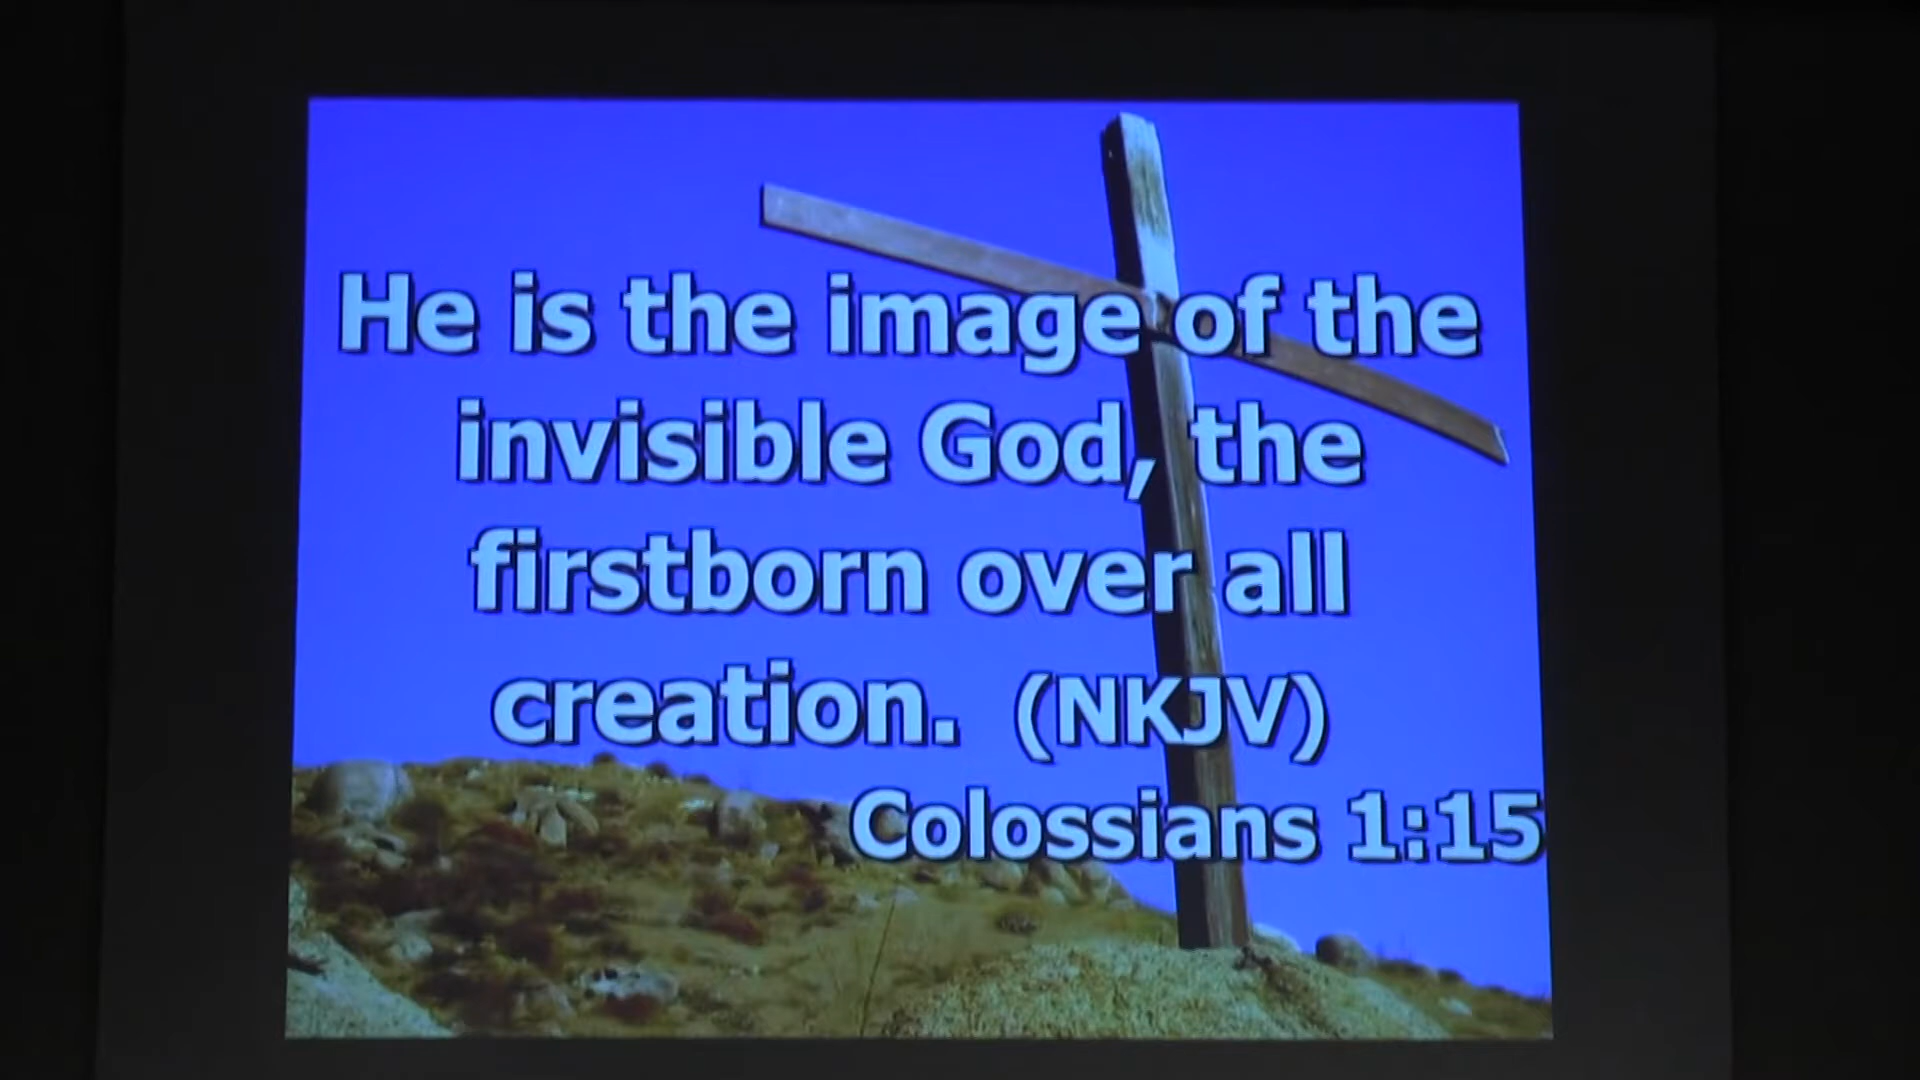 He is the image of the
invisible God, the
firstborn over all
creation. (NKJV)
Colossians 1:15